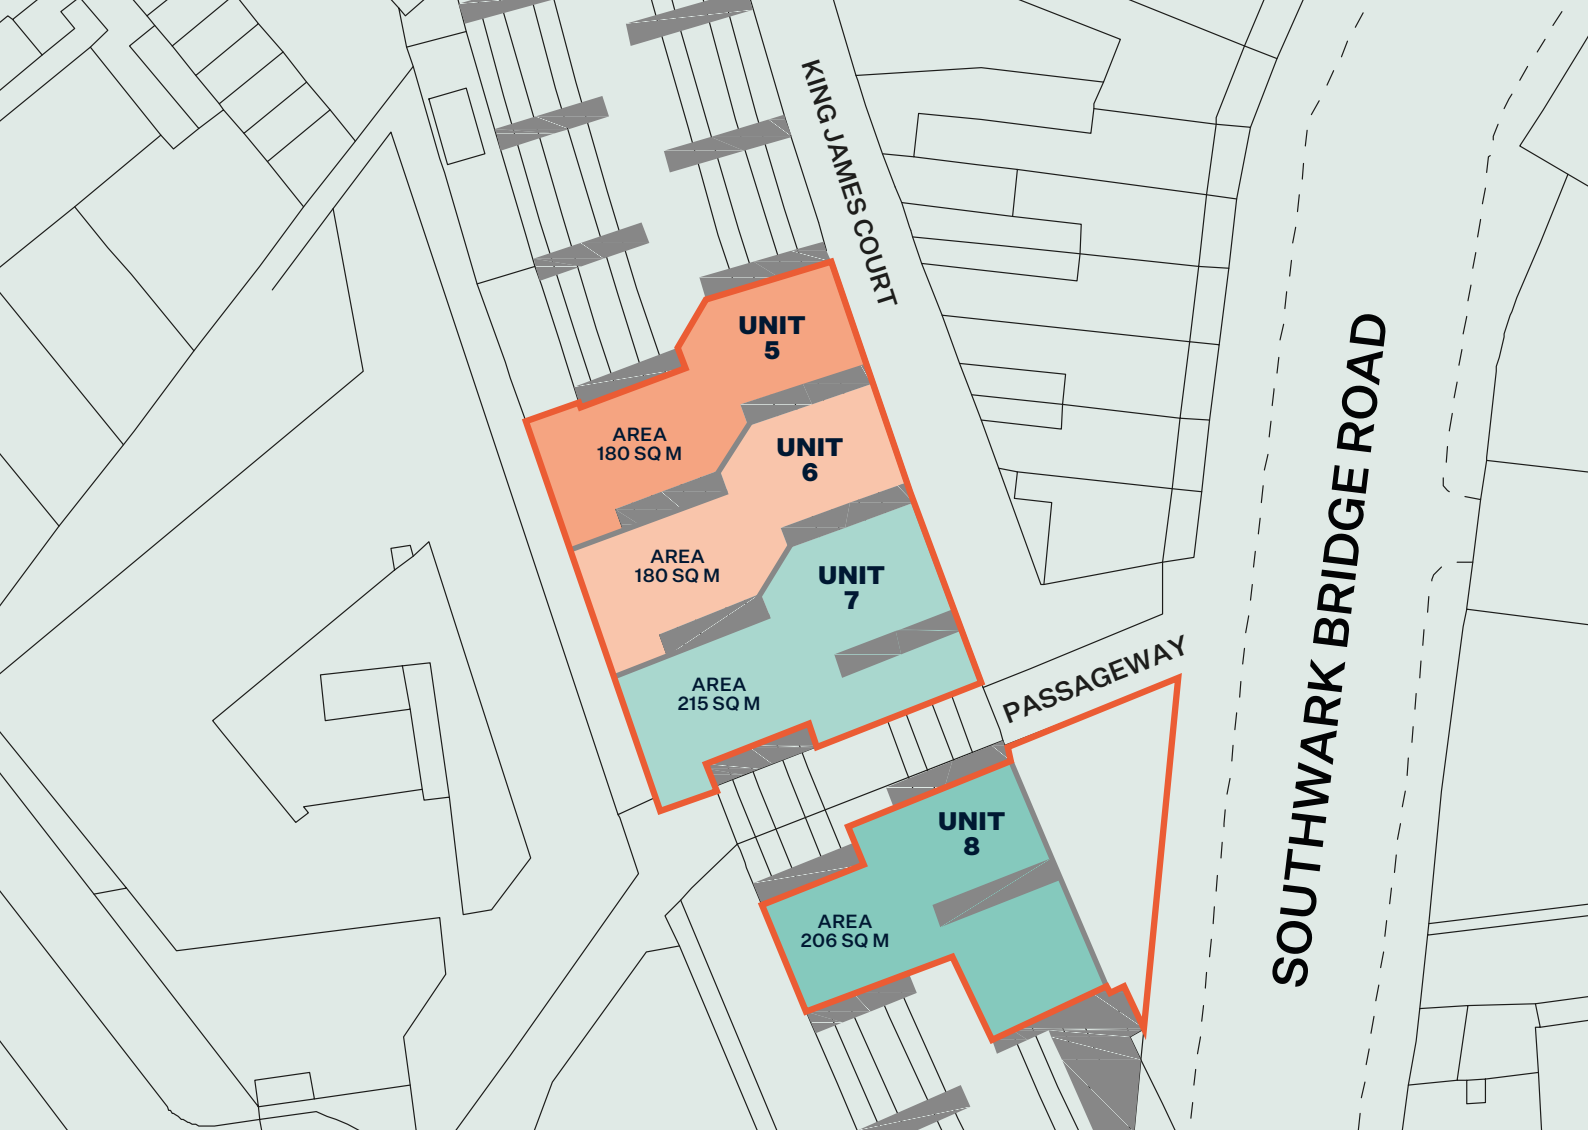 KING JAMES COURT
UNIT
5
AREA
180 SQ M
UNIT
6
AREA
180 SQ M
UNIT
7
AREA
215 SQ M
PASSAGEWAY
SOUTHWARK BRIDGE ROAD
UNIT
8
AREA
206 SQ M